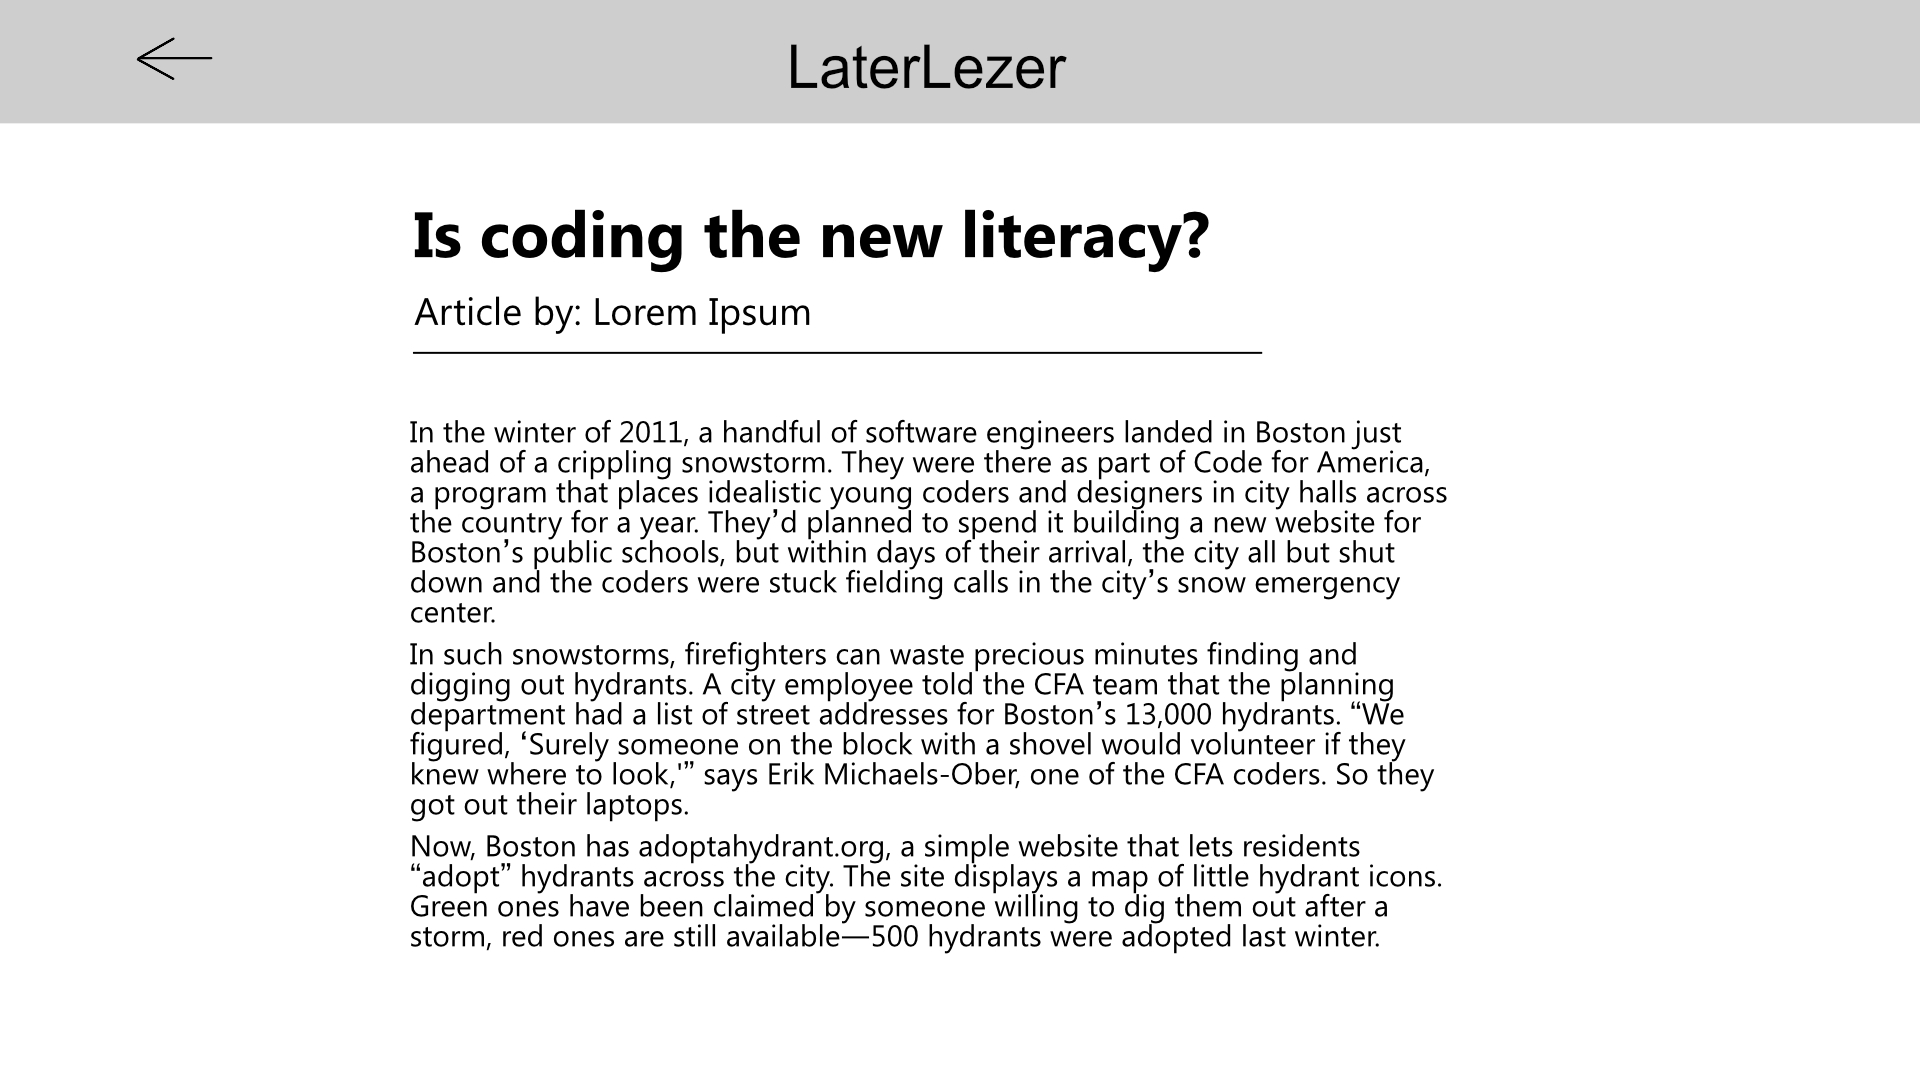 LaterLezer
Is coding the new literacy?
Article by: Lorem Ipsum
In the winter of 2011, a handful of software engineers landed in Boston just
ahead of a crippling snowstorm. They were there as part of Code for America,
a program that places idealistic young coders and designers in city halls across
the country for a year. They’d planned to spend it building a new website for
Boston’s public schools, but within days of their arrival, the city all but shut
down and the coders were stuck fielding calls in the city’s snow emergency
center.
In such snowstorms, firefighters can waste precious minutes finding and
digging out hydrants. A city employee told the CFA team that the planning
department had a list of street addresses for Boston’s 13,000 hydrants. “We
figured, ‘Surely someone on the block with a shovel would volunteer if they
knew where to look,'” says Erik Michaels-Ober, one of the CFA coders. So they
got out their laptops.
Now, Boston has adoptahydrant.org, a simple website that lets residents
“adopt” hydrants across the city. The site displays a map of little hydrant icons.
Green ones have been claimed by someone willing to dig them out after a
storm, red ones are still available—500 hydrants were adopted last winter.